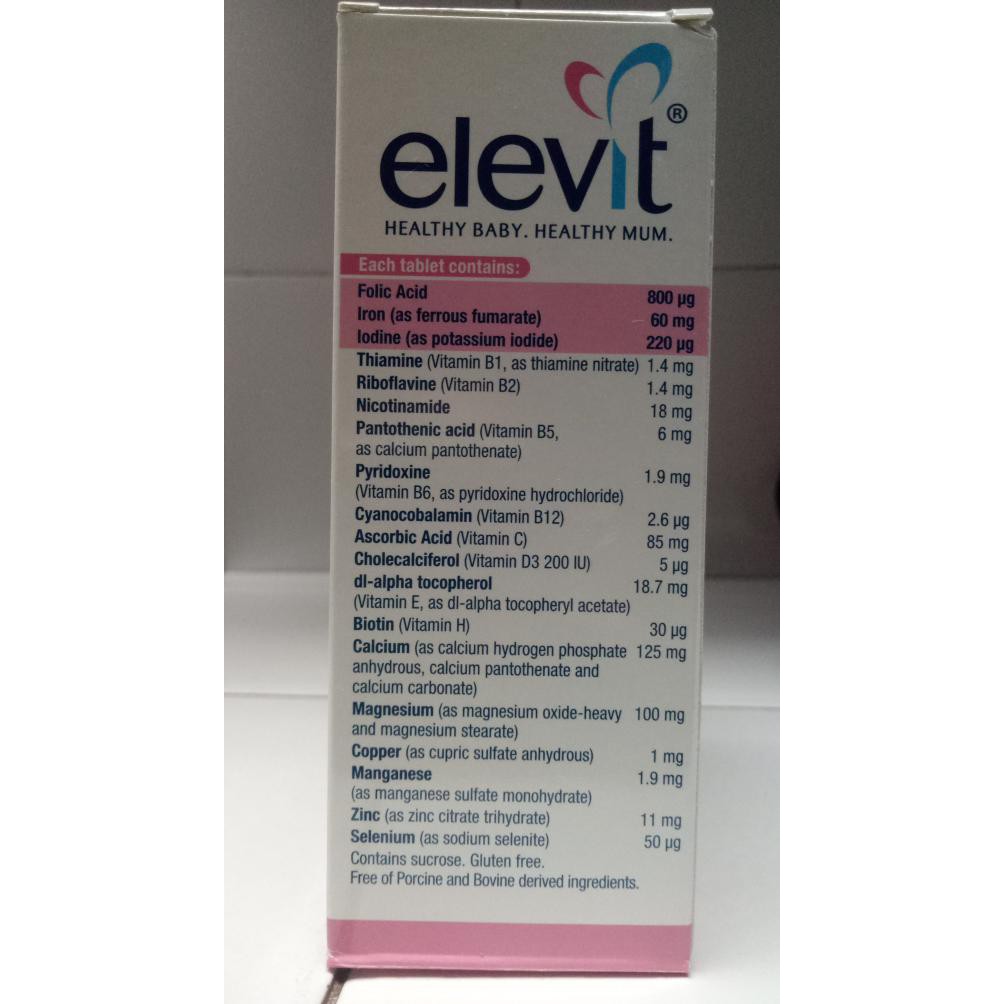 elevit®
HEALTHY BABY. HEALTHY MUM.
Each tablet contains:
Folic Acid 800 µg
Iron (as ferrous fumarate) 60 mg
Iodine (as potassium iodide) 220 µg
Thiamine (Vitamin B1, as thiamine nitrate) 1.4 mg
Riboflavine (Vitamin B2) 1.4 mg
Nicotinamide 18 mg
Pantothenic acid (Vitamin B5, 6 mg
as calcium pantothenate)
Pyridoxine 1.9 mg
(Vitamin B6, as pyridoxine hydrochloride)
Cyanocobalamin (Vitamin B12) 2.6 µg
Ascorbic Acid (Vitamin C) 85 mg
Cholecalciferol (Vitamin D3 200 IU) 5 µg
dl-alpha tocopherol 18.7 mg
(Vitamin E, as dl-alpha tocopheryl acetate)
Biotin (Vitamin H) 30 µg
Calcium (as calcium hydrogen phosphate 125 mg
anhydrous, calcium pantothenate and
calcium carbonate)
Magnesium (as magnesium oxide-heavy 100 mg
and magnesium stearate)
Copper (as cupric sulfate anhydrous) 1 mg
Manganese 1.9 mg
(as manganese sulfate monohydrate)
Zinc (as zinc citrate trihydrate) 11 mg
Selenium (as sodium selenite) 50 µg
Contains sucrose. Gluten free.
Free of Porcine and Bovine derived ingredients.